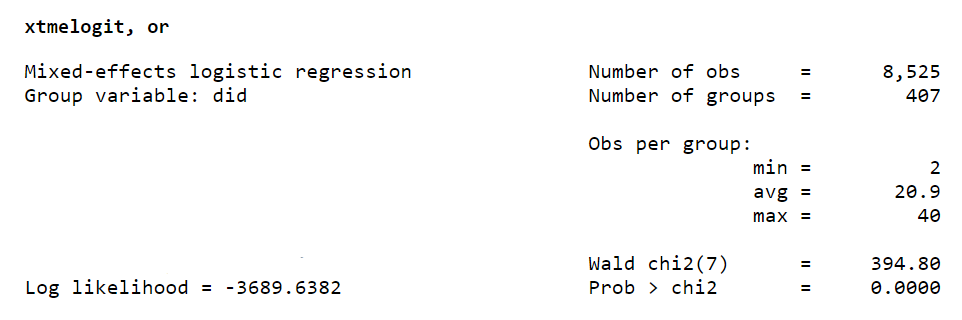 xtmelogit, or
Mixed-effects logistic regression Number of obs = 8,525
Group variable: did Number of groups = 407
Obs per group:
min = 2
avg = 20.9
max = 40
Wald chi2(7) = 394.80
Log likelihood = -3689.6382 Prob > chi2 = 0.0000